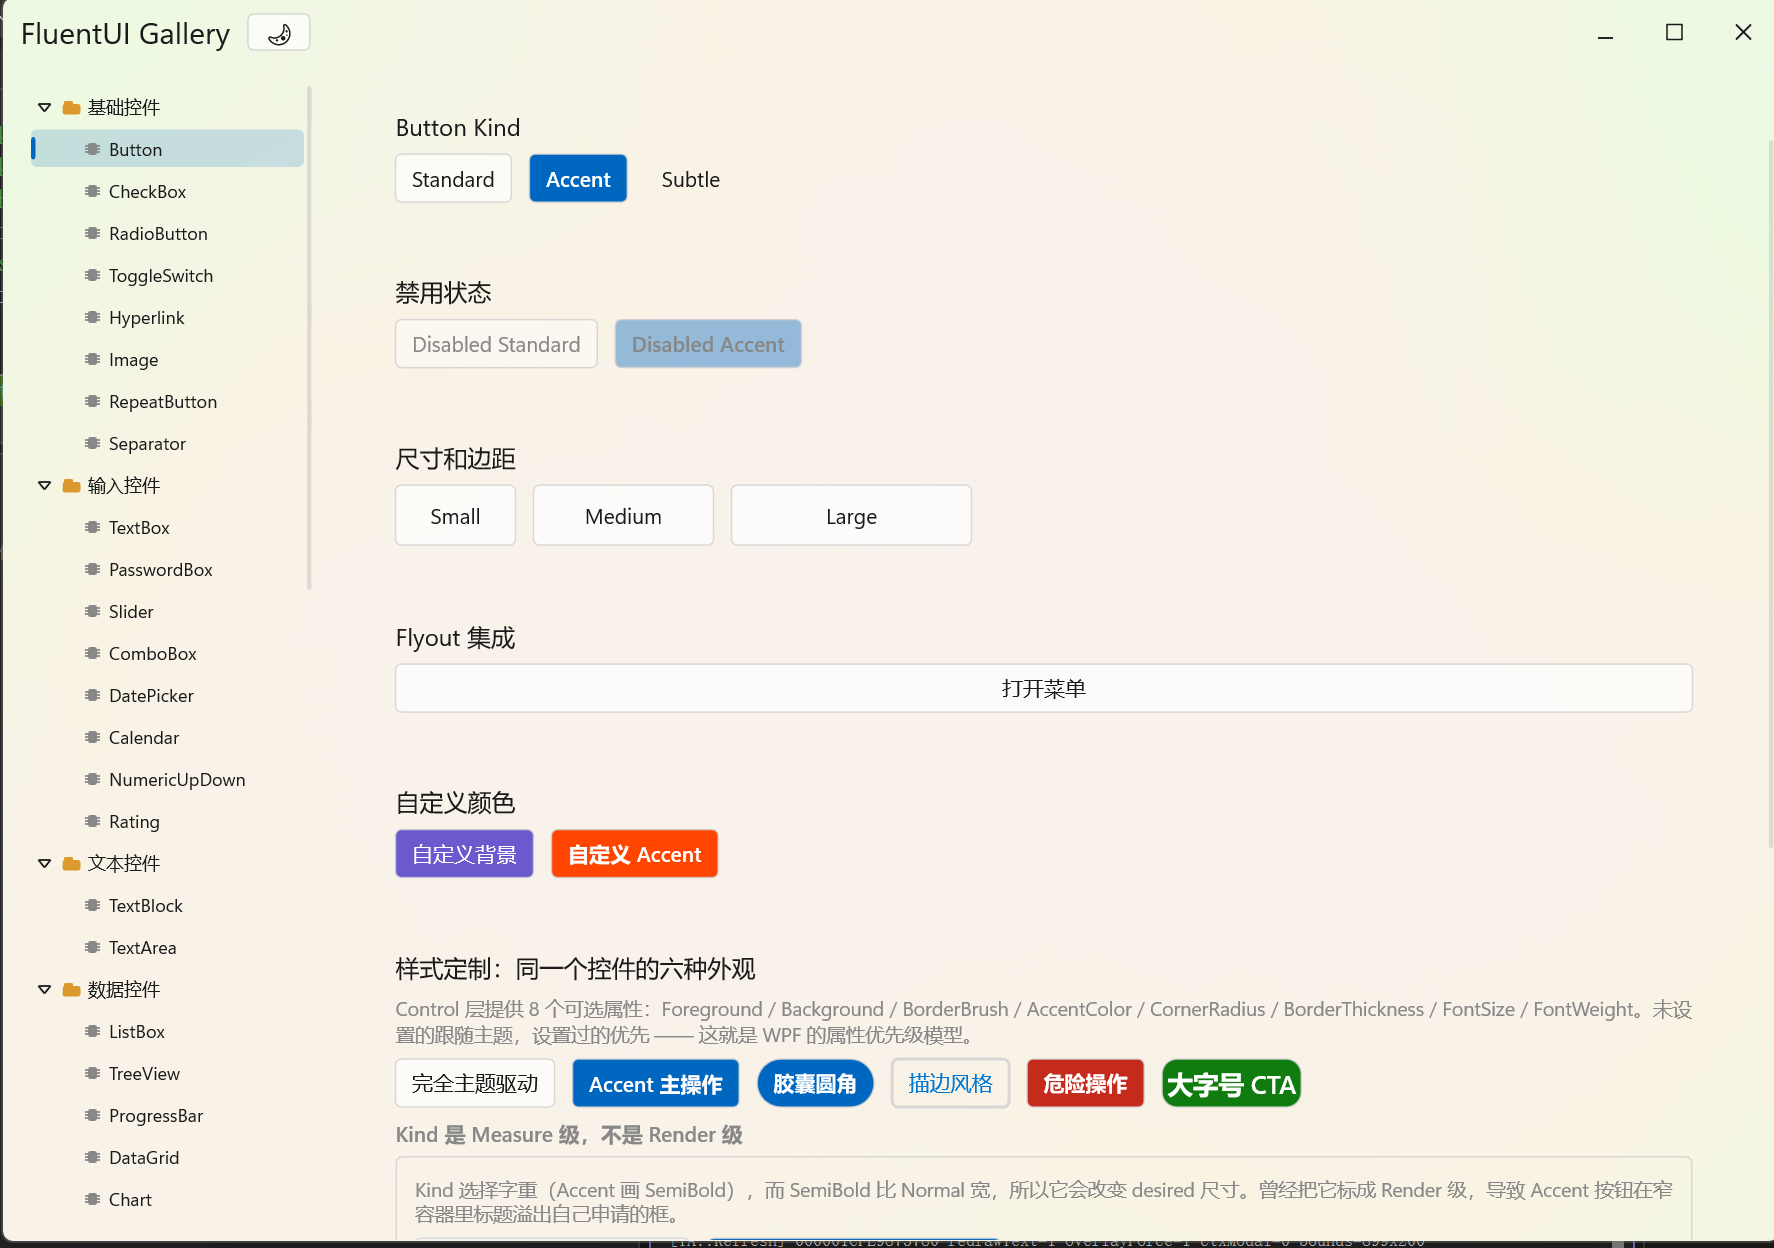 FluentUI Gallery
基础控件
Button
CheckBox
RadioButton
ToggleSwitch
Hyperlink
Image
RepeatButton
Separator
输入控件
TextBox
PasswordBox
Slider
ComboBox
DatePicker
Calendar
NumericUpDown
Rating
文本控件
TextBlock
TextArea
数据控件
ListBox
TreeView
ProgressBar
DataGrid
Chart
Button Kind
Standard Accent Subtle
禁用状态
Disabled Standard Disabled Accent
尺寸和边距
Small Medium Large
Flyout 集成
打开菜单
自定义颜色
自定义背景 自定义 Accent
样式定制：同一个控件的六种外观
Control 层提供 8 个可选属性：Foreground / Background / BorderBrush / AccentColor / CornerRadius / BorderThickness / FontSize / FontWeight。未设
置的跟随主题，设置过的优先 —— 这就是 WPF 的属性优先级模型。
完全主题驱动 Accent 主操作 胶囊圆角 描边风格 危险操作 大字号 CTA
Kind 是 Measure 级，不是 Render 级
Kind 选择字重（Accent 画 SemiBold），而 SemiBold 比 Normal 宽，所以它会改变 desired 尺寸。曾经把它标成 Render 级，导致 Accent 按钮在窄
容器里标题溢出自己申请的框。